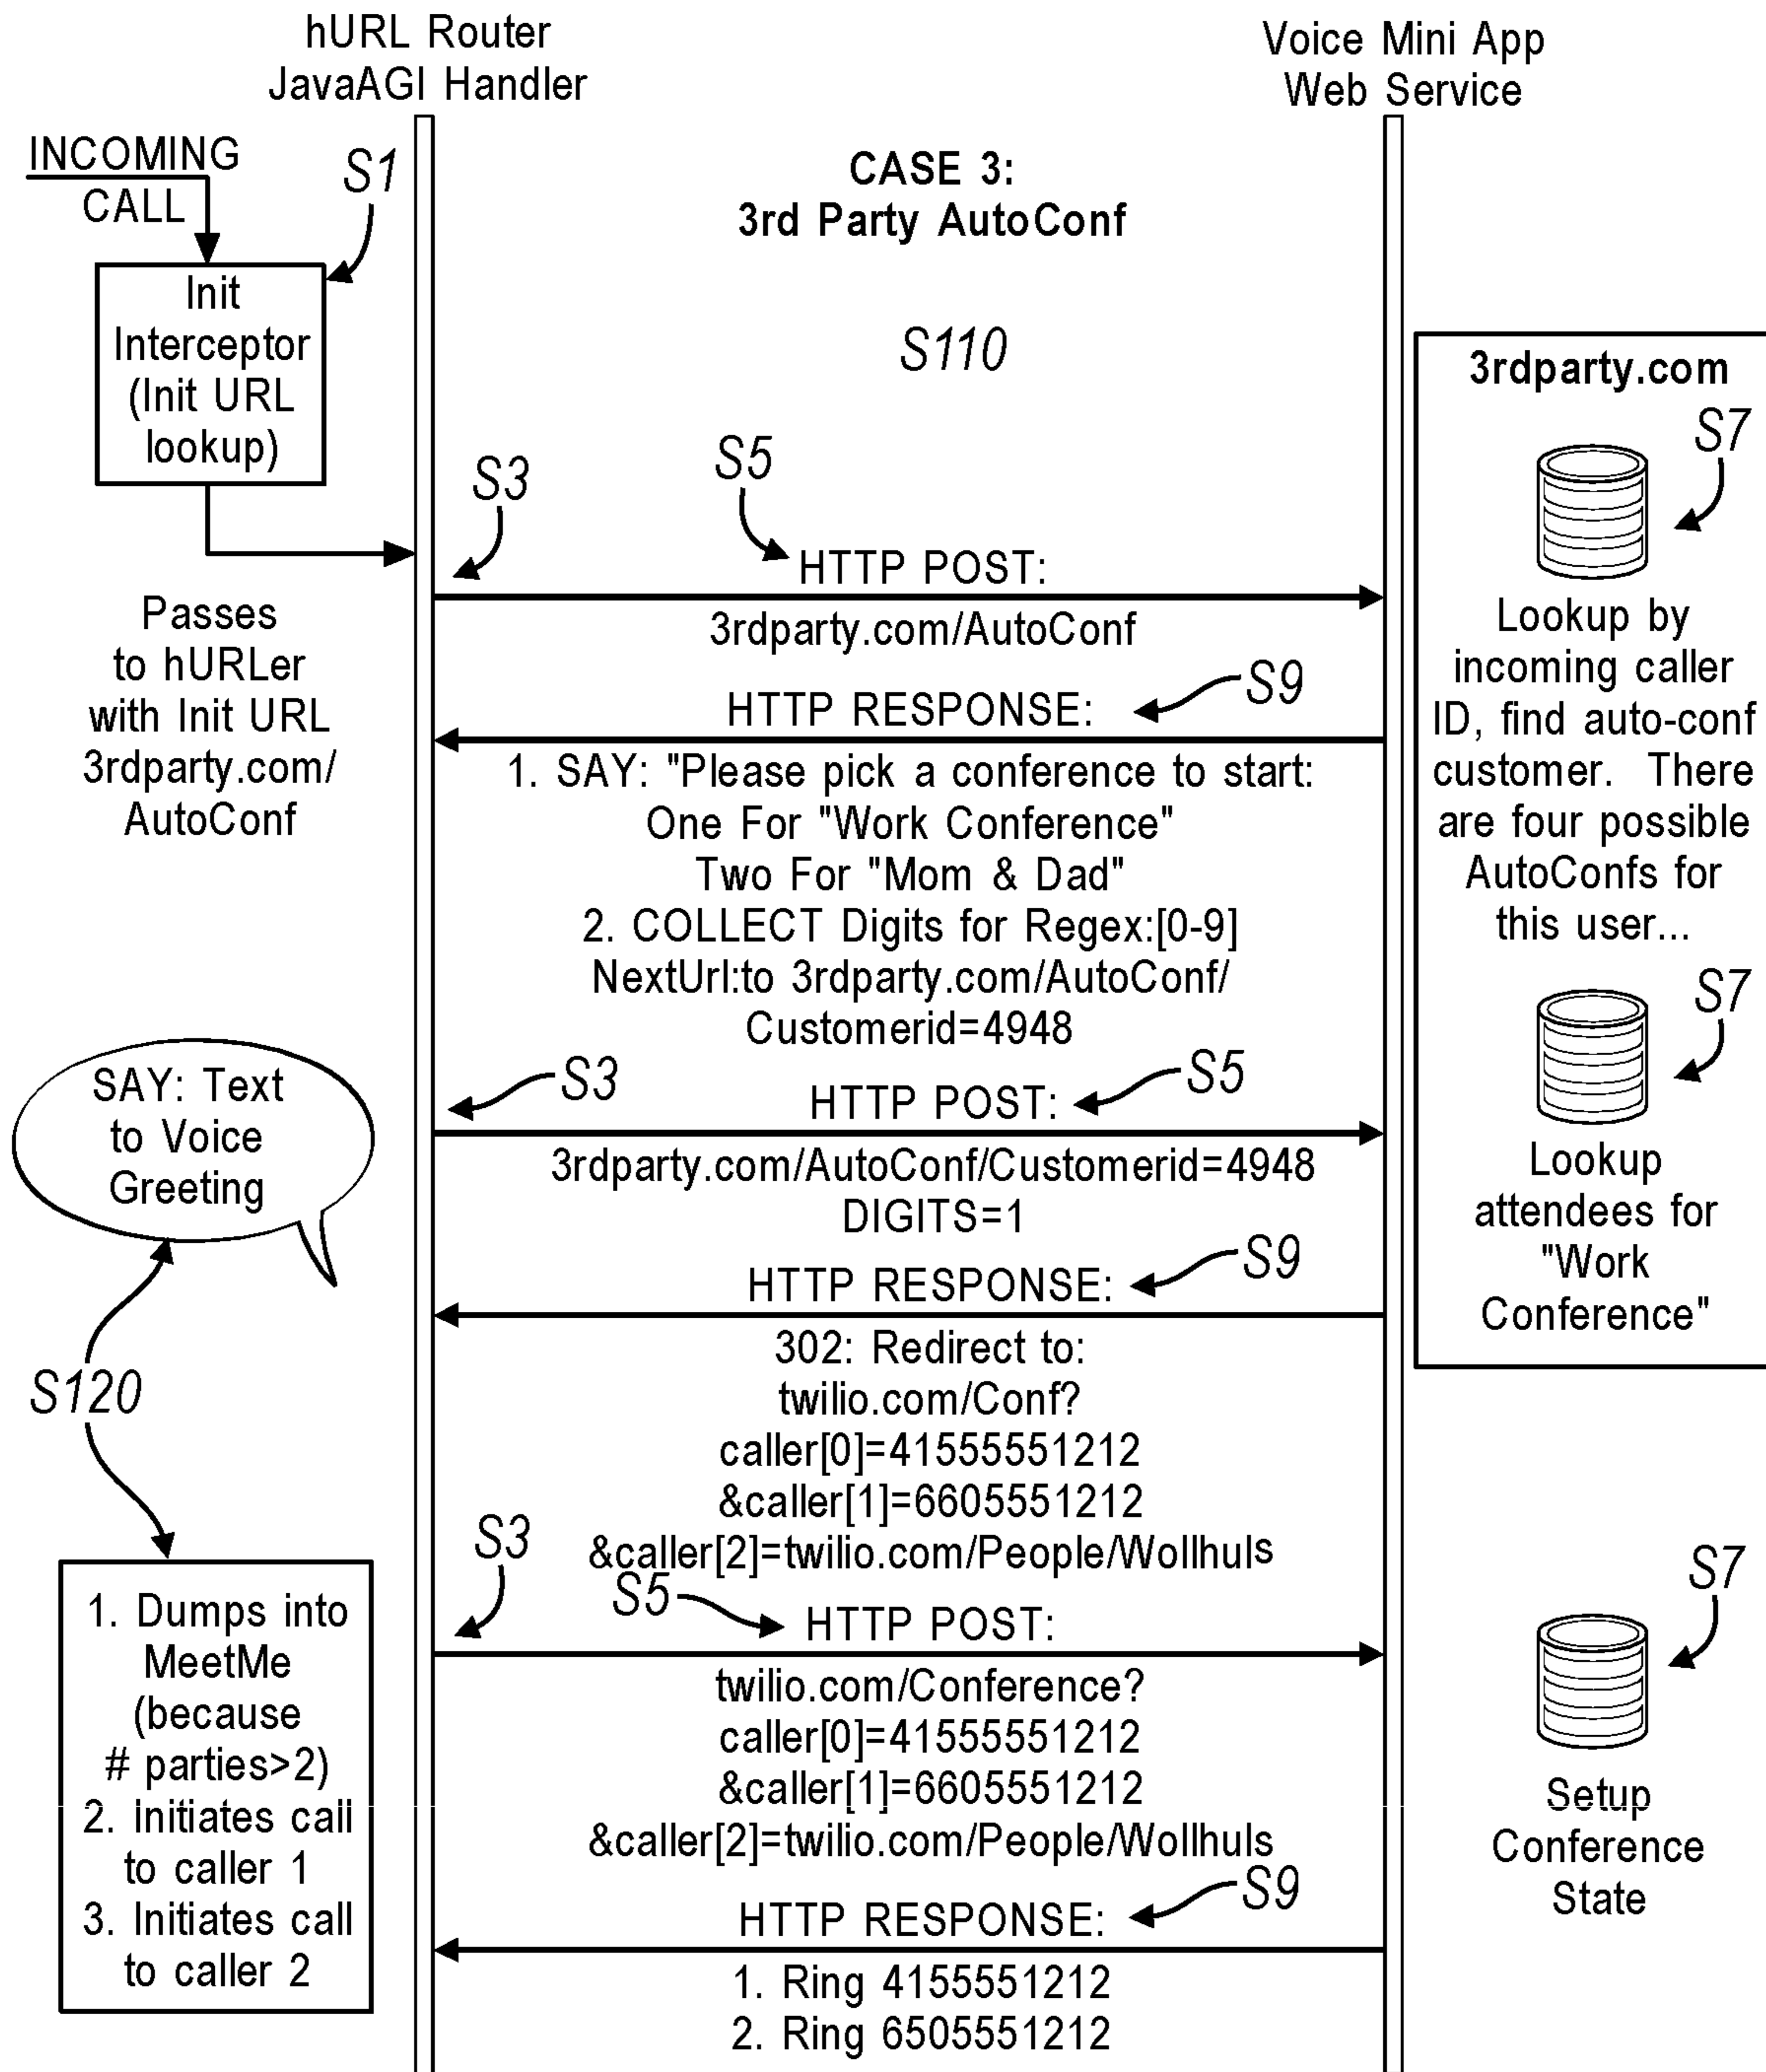 hURL Router
JavaAGI Handler
Voice Mini App
Web Service
INCOMING
CALL
S1
CASE 3:
3rd Party AutoConf
Init
Interceptor
(Init URL
lookup)
S110
3rdparty.com
S7
S3
S5
HTTP POST:
3rdparty.com/AutoConf
Passes
to hURLer
with Init URL
3rdparty.com/
AutoConf
Lookup by
incoming caller
ID, find auto-conf
customer. There
are four possible
AutoConfs for
this user...
S9
HTTP RESPONSE:
1. SAY: "Please pick a conference to start:
One For "Work Conference"
Two For "Mom & Dad"
2. COLLECT Digits for Regex:[0-9]
NextUrl:to 3rdparty.com/AutoConf/
Customerid=4948
S7
SAY: Text
to Voice
Greeting
S3
S5
HTTP POST:
3rdparty.com/AutoConf/Customerid=4948
DIGITS=1
Lookup
attendees for
"Work
Conference"
S9
HTTP RESPONSE:
302: Redirect to:
twilio.com/Conf?
caller[0]=41555551212
&caller[1]=6605551212
&caller[2]=twilio.com/People/Wollhuls
S120
S3
S5
HTTP POST:
twilio.com/Conference?
caller[0]=41555551212
&caller[1]=6605551212
&caller[2]=twilio.com/People/Wollhuls
S7
1. Dumps into
MeetMe
(because
# parties>2)
2. Initiates call
to caller 1
3. Initiates call
to caller 2
Setup
Conference
State
S9
HTTP RESPONSE:
1. Ring 4155551212
2. Ring 6505551212